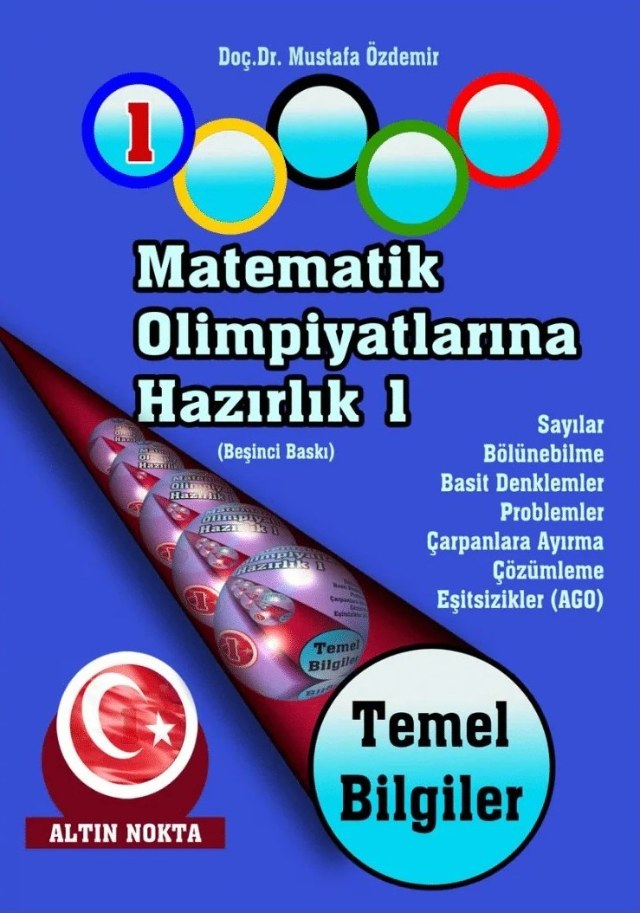 Doç.Dr. Mustafa Özdemir
1
Matematik
Olimpiyatlarına
Hazırlık 1
(Beşinci Baskı)
Sayılar
Bölünebilme
Basit Denklemler
Problemler
Çarpanlara Ayırma
Çözümleme
Eşitsizikler (AGO)
Temel
Bilgiler
ALTIN NOKTA